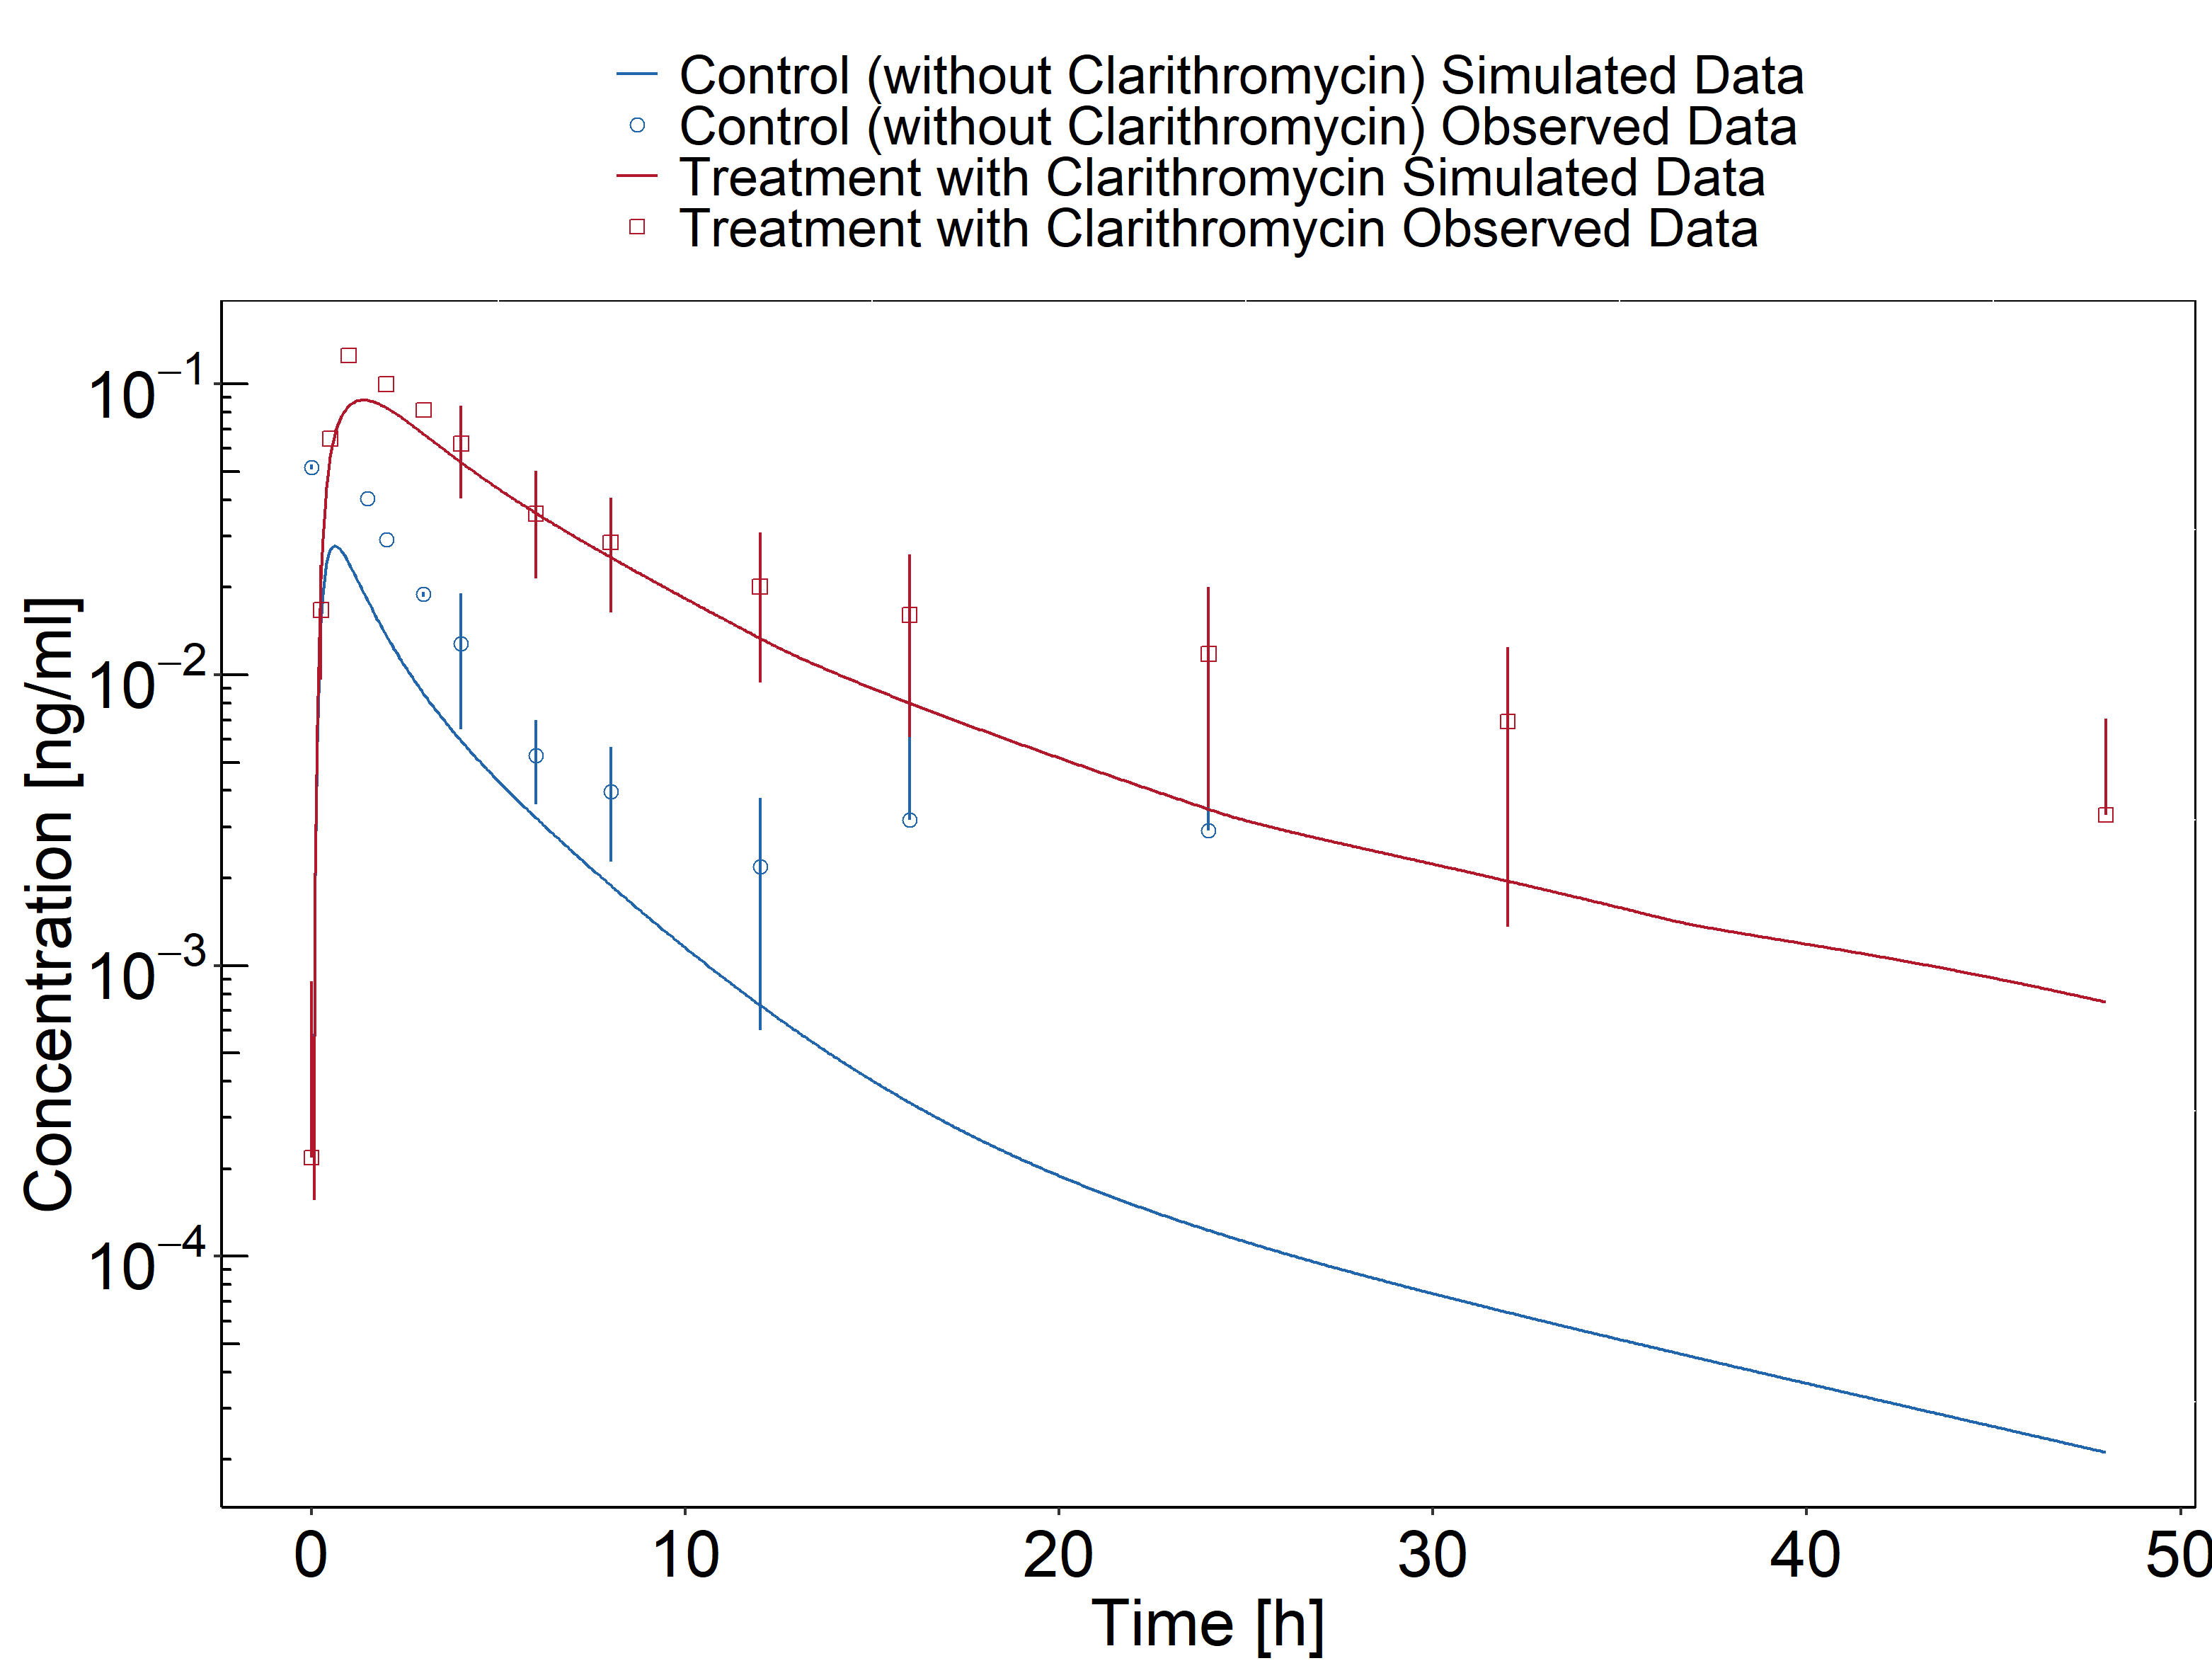 Control (without Clarithromycin) Simulated Data
Control (without Clarithromycin) Observed Data
Treatment with Clarithromycin Simulated Data
Treatment with Clarithromycin Observed Data
Concentration [ng/ml]
10⁻¹
10⁻²
10⁻³
10⁻⁴
0 10 20 30 40 50
Time [h]